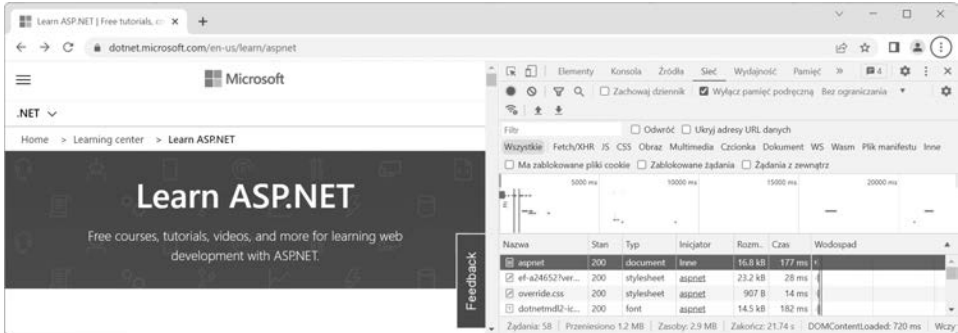 Learn ASP.NET | Free tutorials, co
dotnet.microsoft.com/en-us/learn/aspnet
Microsoft
.NET
Home > Learning center > Learn ASP.NET
Learn ASP.NET
Free courses, tutorials, videos, and more for learning web
development with ASP.NET.
Feedback
Elementy Konsola Źródła Sieć Wydajność Pamięć » 4
Zachowaj dziennik Wyłącz pamięć podręczną Bez ograniczania
Filtr Odwróć Ukryj adresy URL danych
Wszystkie Fetch/XHR JS CSS Obraz Multimedia Czcionka Dokument WS Wasm Plik manifestu Inne
Ma zablokowane pliki cookie Zablokowane żądania Żądania z zewnątrz
5000 ms 10000 ms 15000 ms 20000 ms
Nazwa Stan Typ Inicjator Rozm.. Czas Wodospad
aspnet 200 document Inne 16.8 kB 177 ms
ef-a24652?ver... 200 stylesheet aspnet 23.2 kB 28 ms
override.css 200 stylesheet aspnet 907 B 14 ms
dotnetmdl2-ic... 200 font aspnet 14.5 kB 182 ms
Żądania: 58 Przeniesiono 1.2 MB Zasoby: 2.9 MB Zakończ: 21.74 s DOMContentLoaded: 720 ms Wczy